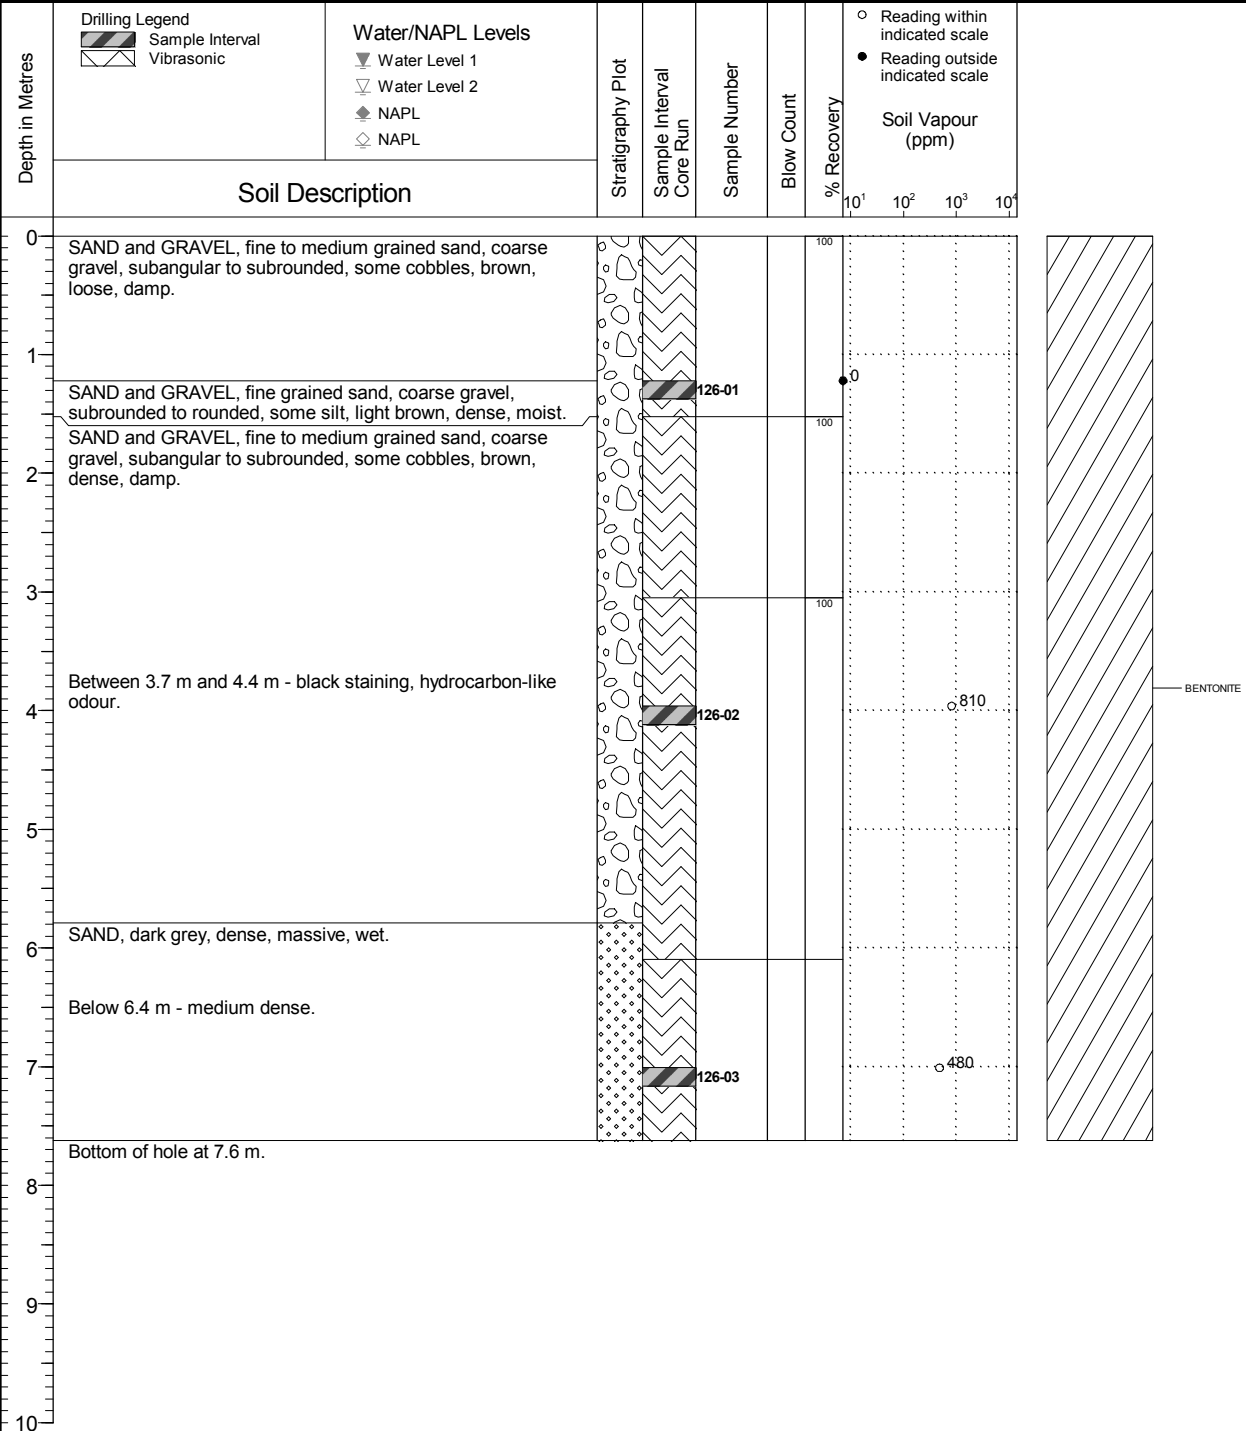 Drilling Legend
Sample Interval
Vibrasonic
Water/NAPL Levels
Water Level 1
Water Level 2
NAPL
NAPL
Depth in Metres
Soil Description
Stratigraphy Plot
Sample Interval
Core Run
Sample Number
Blow Count
% Recovery
Reading within
indicated scale
Reading outside
indicated scale
Soil Vapour
(ppm)
10¹ 10² 10³ 10⁴
0
SAND and GRAVEL, fine to medium grained sand, coarse
gravel, subangular to subrounded, some cobbles, brown,
loose, damp.
100
1
SAND and GRAVEL, fine grained sand, coarse gravel,
subrounded to rounded, some silt, light brown, dense, moist.
126-01
0
100
SAND and GRAVEL, fine to medium grained sand, coarse
gravel, subangular to subrounded, some cobbles, brown,
dense, damp.
2
3
100
Between 3.7 m and 4.4 m - black staining, hydrocarbon-like
odour.
BENTONITE
4
126-02
810
5
SAND, dark grey, dense, massive, wet.
6
Below 6.4 m - medium dense.
7
126-03
480
Bottom of hole at 7.6 m.
8
9
10